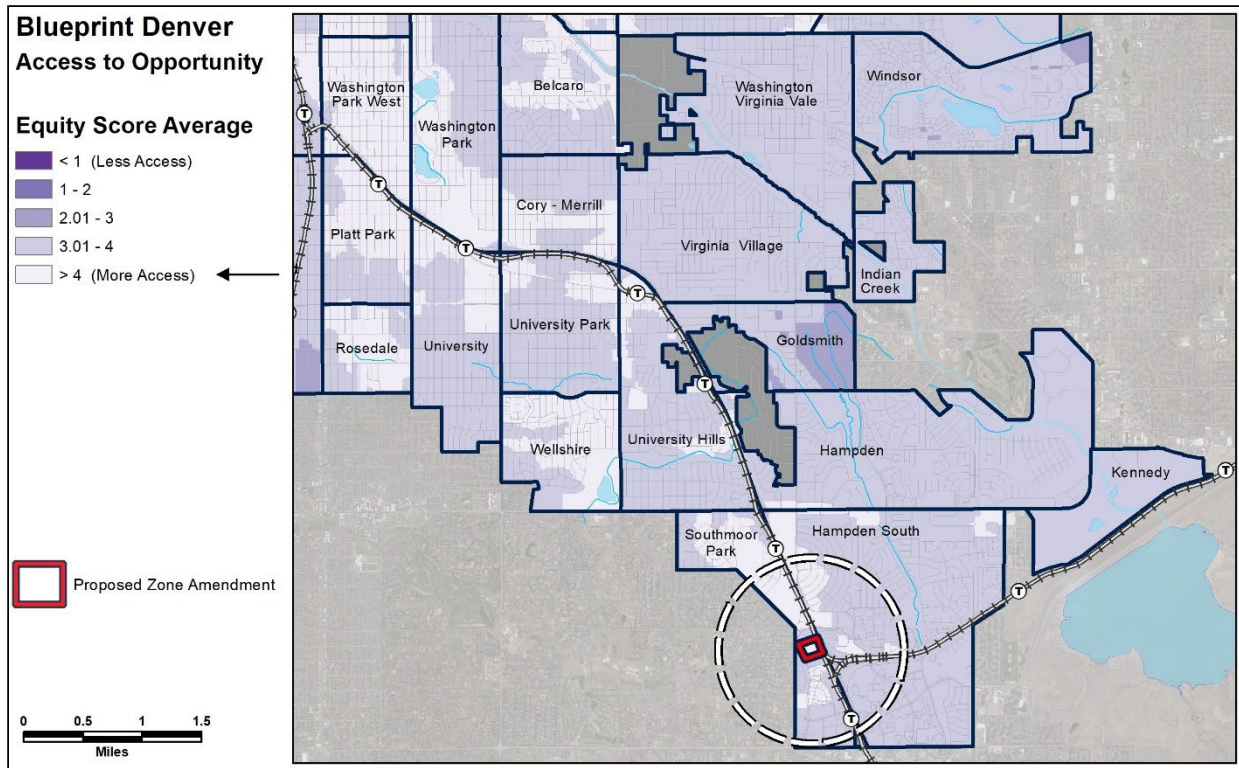 Blueprint Denver
Access to Opportunity
Equity Score Average
< 1 (Less Access)
1 - 2
2.01 - 3
3.01 - 4
> 4 (More Access)
Proposed Zone Amendment
0 0.5 1 1.5
Miles
Washington
Park West
Washington
Park
Belcaro
Washington
Virginia Vale
Windsor
T
T
Platt Park
Cory - Merrill
Virginia Village
T
Indian
Creek
T
Rosedale
University
University Park
Goldsmith
T
Wellshire
University Hills
Hampden
Kennedy
T
Southmoor
Park
Hampden South
T
T
T